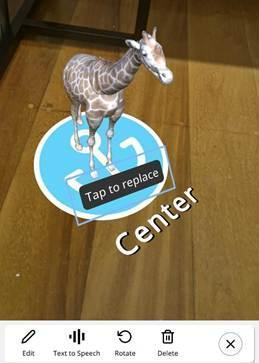 Tap to replace
Center
Edit
Text to Speech
Rotate
Delete